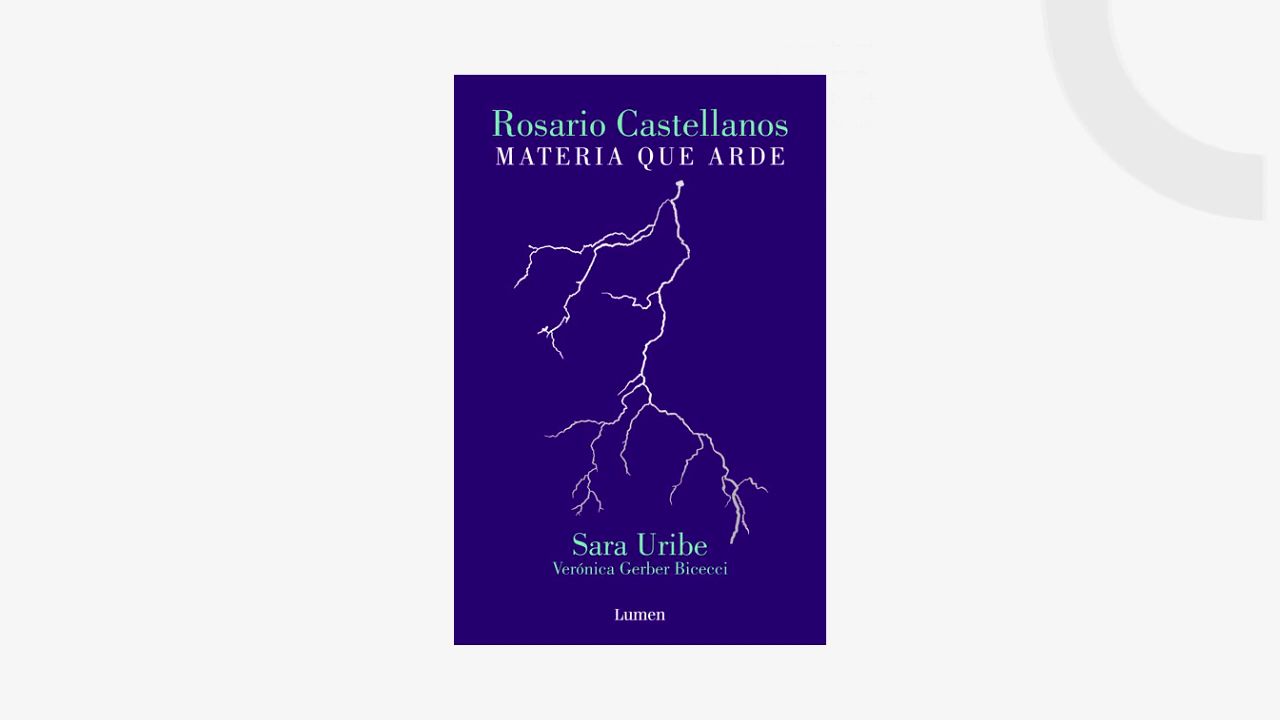 Rosario Castellanos
MATERIA QUE ARDE
Sara Uribe
Verónica Gerber Bicecci
Lumen